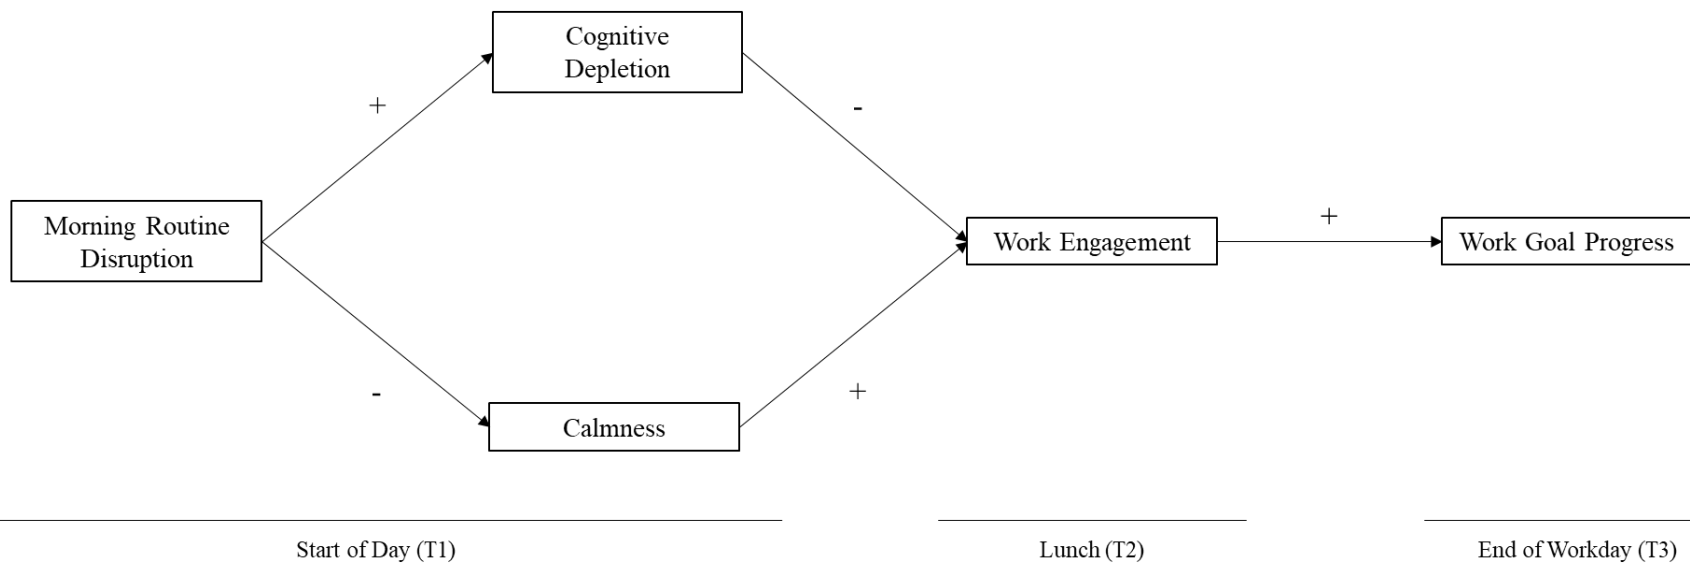 Cognitive
Depletion
+
-
Morning Routine
Disruption
Work Engagement
+
Work Goal Progress
-
+
Calmness
Start of Day (T1)
Lunch (T2)
End of Workday (T3)